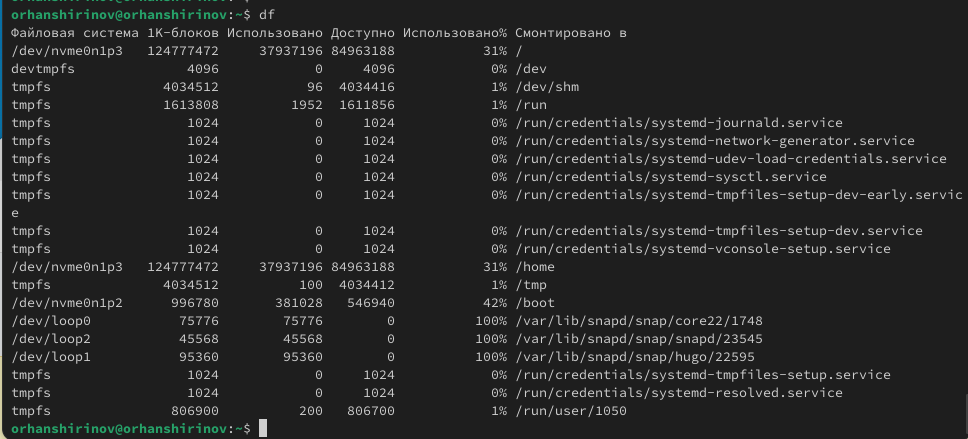 orhanshirinov@orhanshirinov:~$ df
Файловая система 1K-блоков Использовано Доступно Использовано% Смонтировано в
/dev/nvme0n1p3   124777472     37937196 84963188           31% /
devtmpfs              4096            0     4096            0% /dev
tmpfs              4034512           96  4034416            1% /dev/shm
tmpfs              1613808         1952  1611856            1% /run
tmpfs                 1024            0     1024            0% /run/credentials/systemd-journald.service
tmpfs                 1024            0     1024            0% /run/credentials/systemd-network-generator.service
tmpfs                 1024            0     1024            0% /run/credentials/systemd-udev-load-credentials.service
tmpfs                 1024            0     1024            0% /run/credentials/systemd-sysctl.service
tmpfs                 1024            0     1024            0% /run/credentials/systemd-tmpfiles-setup-dev-early.servic
e
tmpfs                 1024            0     1024            0% /run/credentials/systemd-tmpfiles-setup-dev.service
tmpfs                 1024            0     1024            0% /run/credentials/systemd-vconsole-setup.service
/dev/nvme0n1p3   124777472     37937196 84963188           31% /home
tmpfs              4034512          100  4034412            1% /tmp
/dev/nvme0n1p2      996780       381028   546940           42% /boot
/dev/loop0           75776        75776        0          100% /var/lib/snapd/snap/core22/1748
/dev/loop2           45568        45568        0          100% /var/lib/snapd/snap/snapd/23545
/dev/loop1           95360        95360        0          100% /var/lib/snapd/snap/hugo/22595
tmpfs                 1024            0     1024            0% /run/credentials/systemd-tmpfiles-setup.service
tmpfs                 1024            0     1024            0% /run/credentials/systemd-resolved.service
tmpfs               806900          200   806700            1% /run/user/1050
orhanshirinov@orhanshirinov:~$